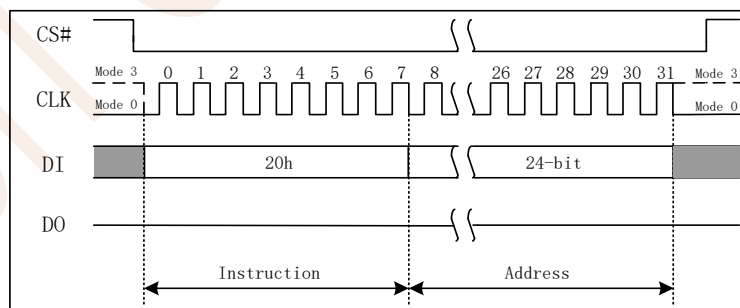 CS#
Mode 3 0 1 2 3 4 5 6 7 8 26 27 28 29 30 31 Mode 3
CLK
Mode 0 Mode 0
DI 20h 24-bit
DO
Instruction Address